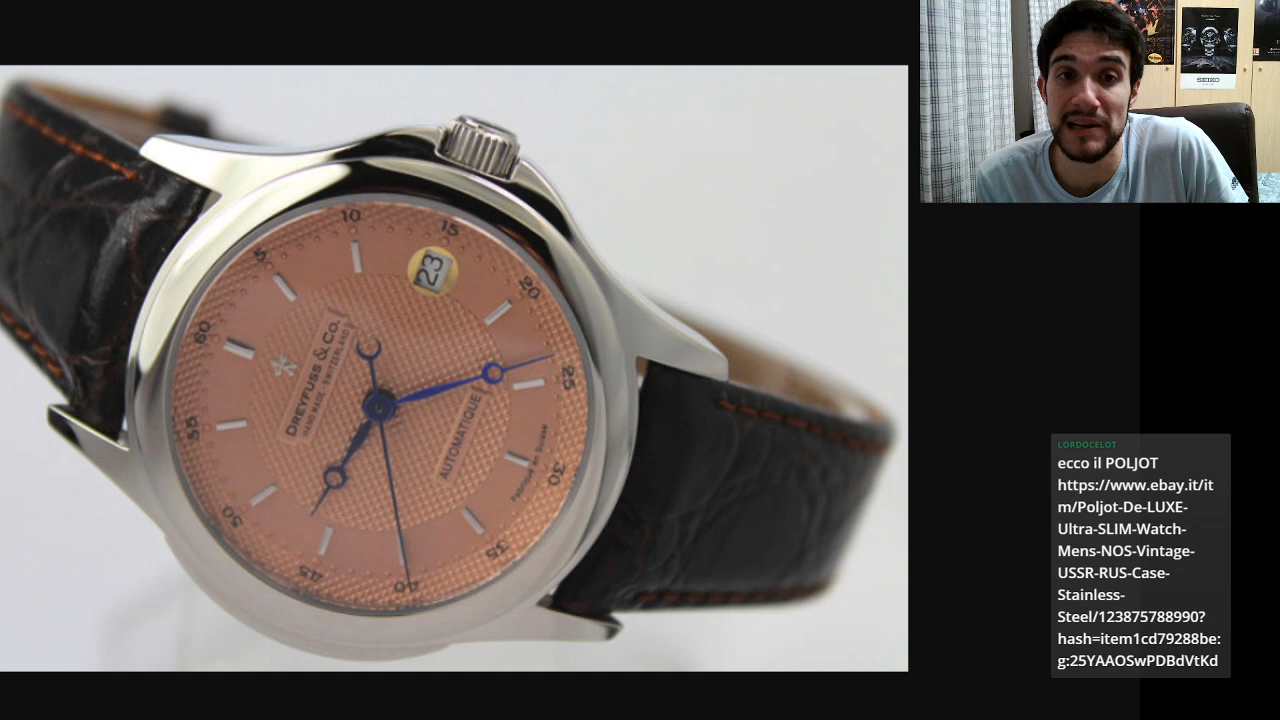 10
15
5
23
20
60
DREYFUSS & CO.
HAND MADE · SWITZERLAND
25
55
AUTOMATIQUE
Fabriqué en Suisse
30
50
35
45
40
SEIKO
LORDOCELOT
ecco il POLJOT
https://www.ebay.it/it
m/Poljot-De-LUXE-
Ultra-SLIM-Watch-
Mens-NOS-Vintage-
USSR-RUS-Case-
Stainless-
Steel/123875788990?
hash=item1cd79288be:
g:25YAAOSwPDBdVtKd